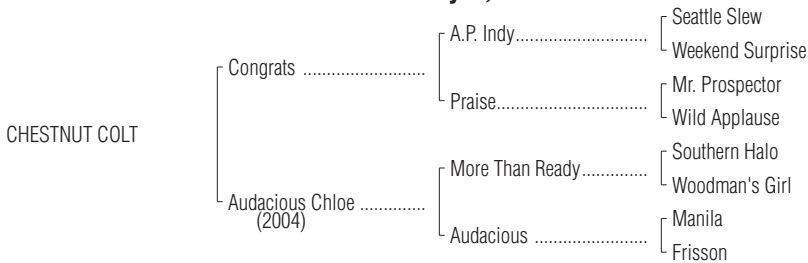 Seattle Slew
A.P. Indy..............................
Weekend Surprise
Congrats ............................
Mr. Prospector
Praise..................................
Wild Applause
CHESTNUT COLT
Southern Halo
More Than Ready...............
Woodman's Girl
Audacious Chloe ...............
(2004)
Manila
Audacious ..........................
Frisson